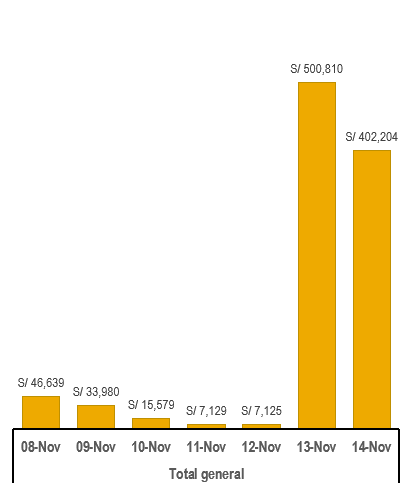 S/ 500,810
S/ 402,204
S/ 46,639
S/ 33,980
S/ 15,579
S/ 7,129
S/ 7,125
08-Nov 09-Nov 10-Nov 11-Nov 12-Nov 13-Nov 14-Nov
Total general